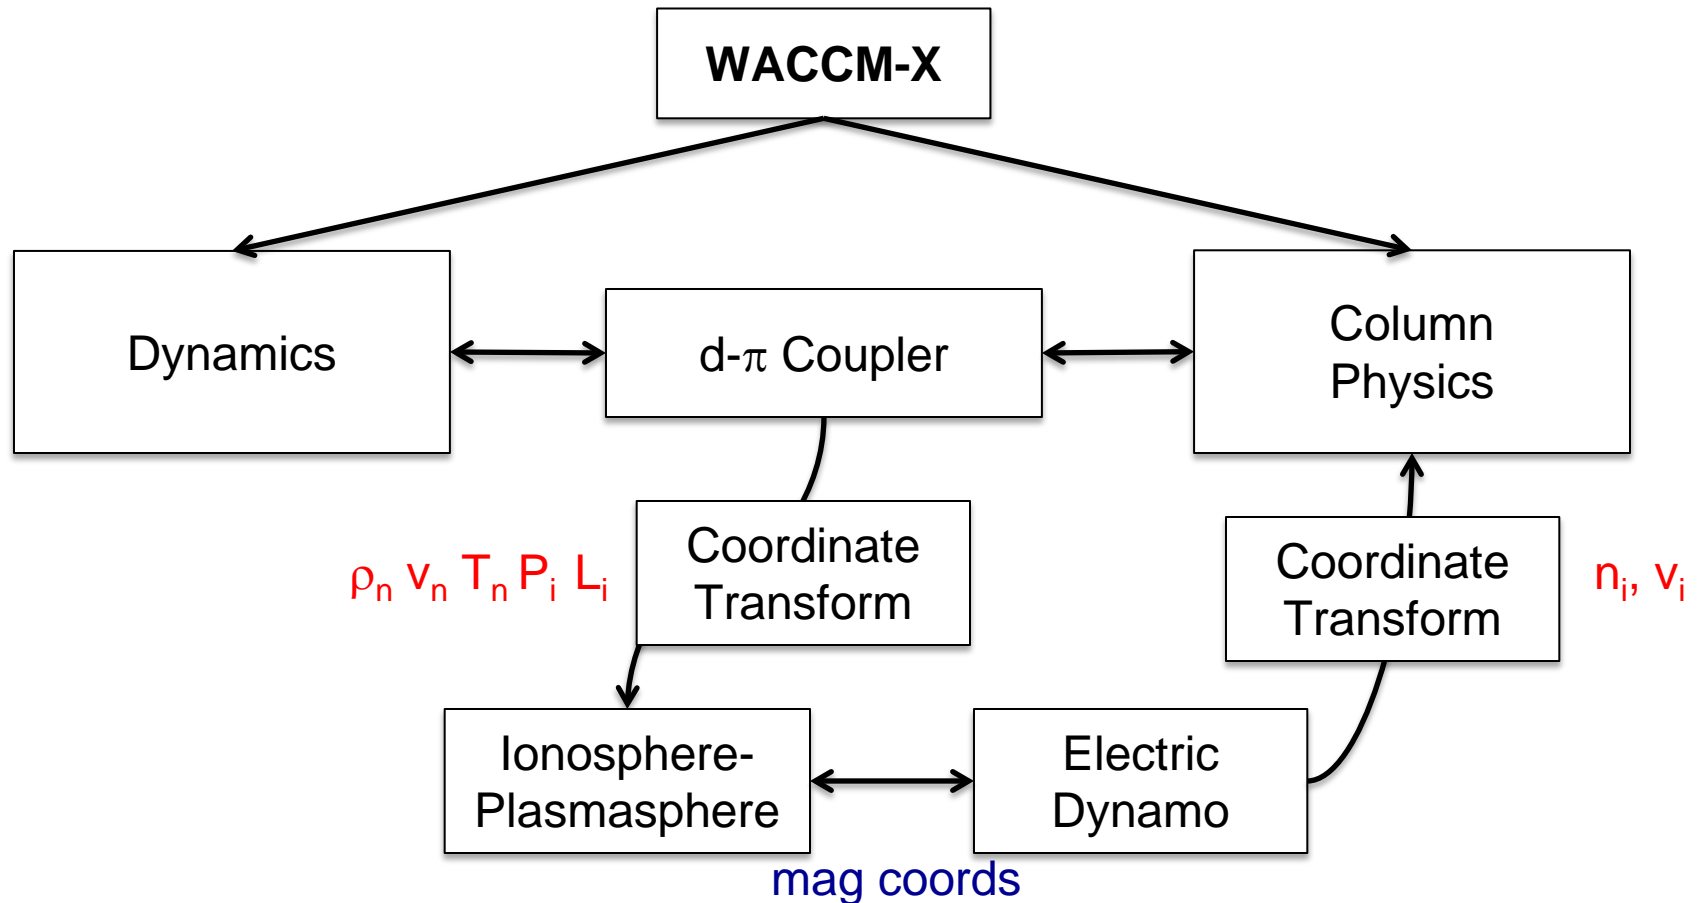 WACCM-X
Dynamics
d-π Coupler
Column
Physics
ρₙ vₙ Tₙ Pᵢ Lᵢ
Coordinate
Transform
Coordinate
Transform
nᵢ, vᵢ
Ionosphere-
Plasmasphere
Electric
Dynamo
mag coords